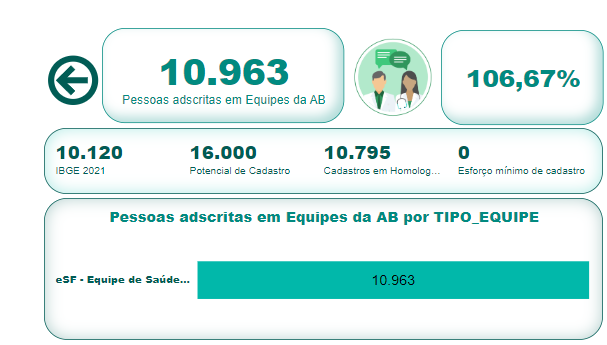 10.963
Pessoas adscritas em Equipes da AB
106,67%
10.120
IBGE 2021
16.000
Potencial de Cadastro
10.795
Cadastros em Homolog...
0
Esforço mínimo de cadastro
Pessoas adscritas em Equipes da AB por TIPO_EQUIPE
eSF - Equipe de Saúde...
10.963